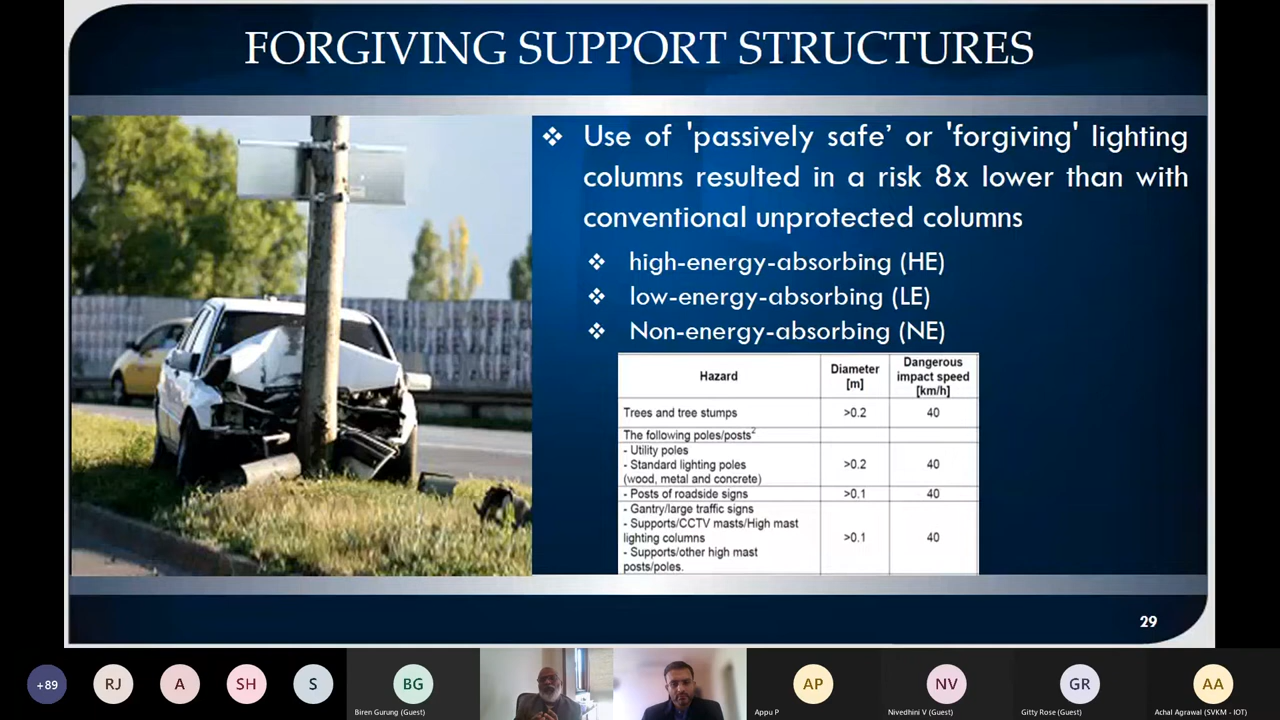 FORGIVING SUPPORT STRUCTURES
❖ Use of 'passively safe’ or 'forgiving' lighting
columns resulted in a risk 8x lower than with
conventional unprotected columns
❖ high-energy-absorbing (HE)
❖ low-energy-absorbing (LE)
❖ Non-energy-absorbing (NE)
Hazard Diameter [m] Dangerous impact speed [km/h]
Trees and tree stumps >0.2 40
The following poles/posts²
- Utility poles
- Standard lighting poles >0.2 40
(wood, metal and concrete)
- Posts of roadside signs >0.1 40
- Gantry/large traffic signs
- Supports/CCTV masts/High mast
lighting columns >0.1 40
- Supports/other high mast
posts/poles.
29
+89 RJ A SH S BG AP NV GR AA
Biren Gurung (Guest) Appu P Nivedhini V (Guest) Gitty Rose (Guest) Achal Agrawal (SVKM - IOT)